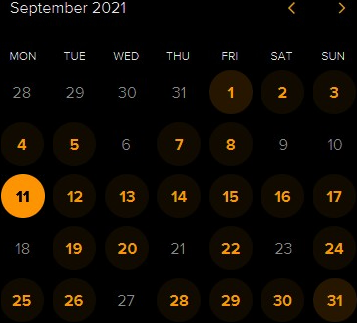 September 2021
MON TUE WED THU FRI SAT SUN
28 29 30 31 1 2 3
4 5 6 7 8 9 10
11 12 13 14 15 16 17
18 19 20 21 22 23 24
25 26 27 28 29 30 31